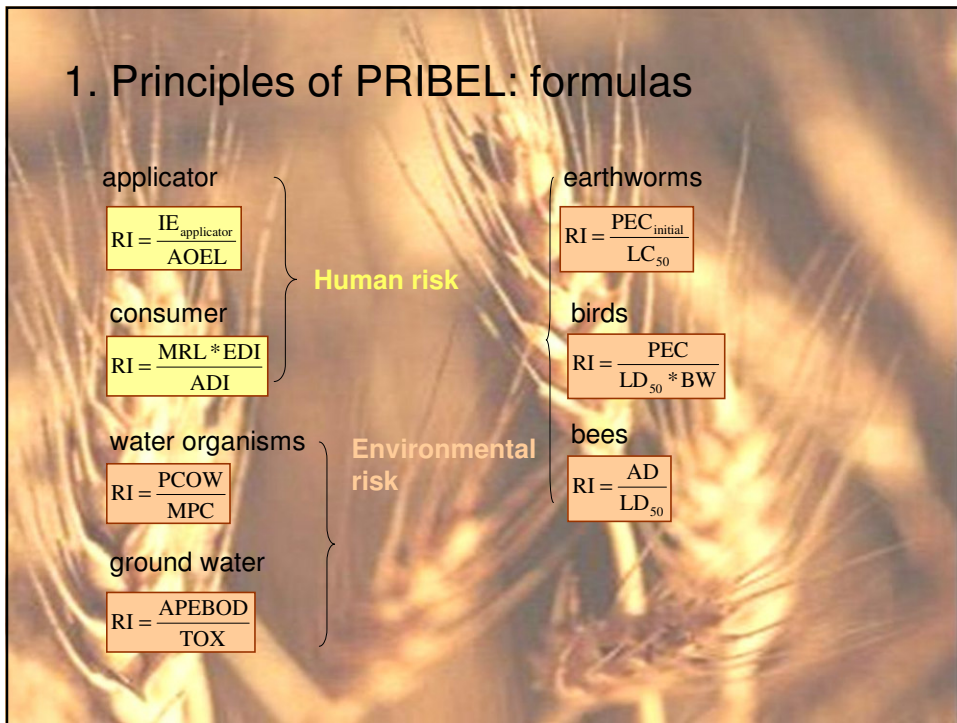 1. Principles of PRIBEL: formulas
applicator
RI = IE_applicator / AOEL
Human risk
consumer
RI = MRL * EDI / ADI
water organisms
RI = PCOW / MPC
Environmental
risk
ground water
RI = APEBOD / TOX
earthworms
RI = PEC_initial / LC_50
birds
RI = PEC / LD_50 * BW
bees
RI = AD / LD_50